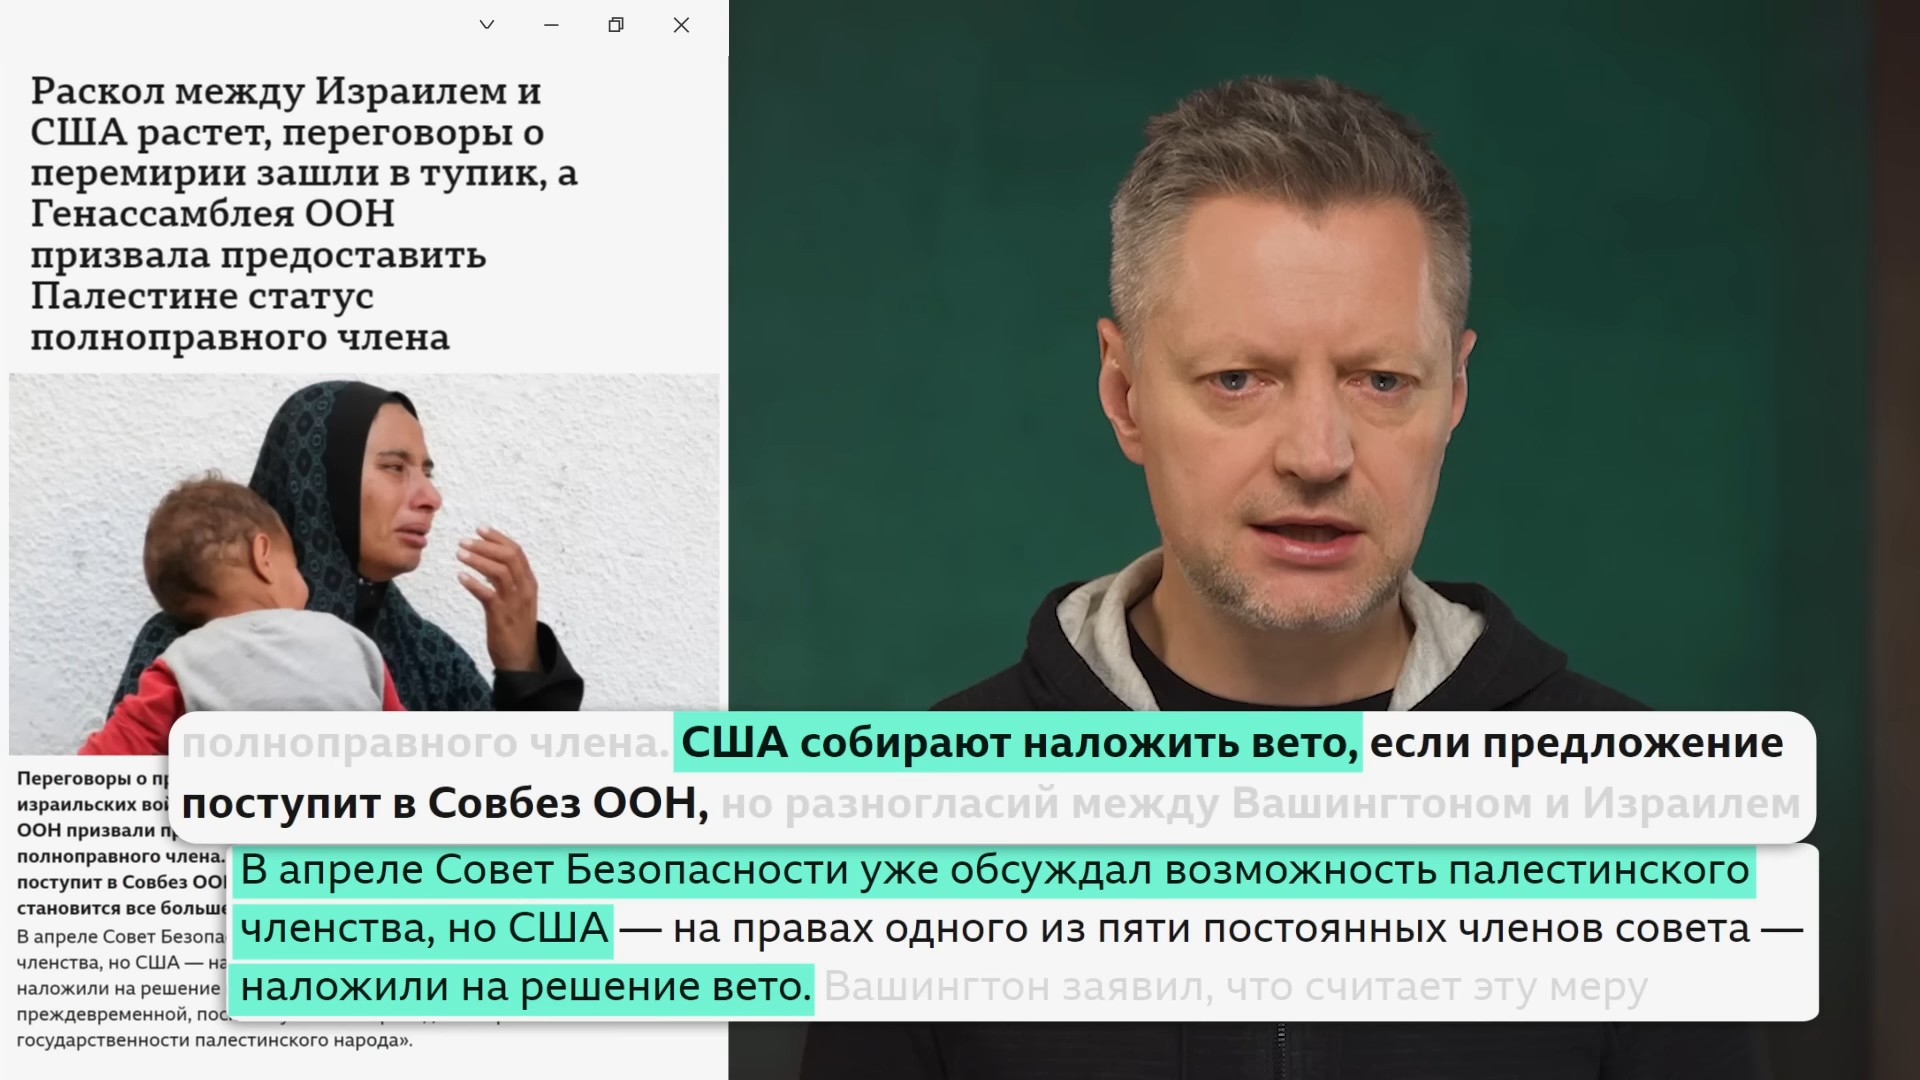 Раскол между Израилем и
США растет, переговоры о
перемирии зашли в тупик, а
Генассамблея ООН
призвала предоставить
Палестине статус
полноправного члена
полноправного члена. США собирают наложить вето, если предложение
поступит в Совбез ООН, но разногласий между Вашингтоном и Израилем
В апреле Совет Безопасности уже обсуждал возможность палестинского
членства, но США — на правах одного из пяти постоянных членов совета —
наложили на решение вето. Вашингтон заявил, что считает эту меру
Переговоры о
израильских
ООН призвали
полноправного члена.
поступит в Совбез
становится все
В апреле Совет
членства, но США —
наложили на решение
преждевременной,
государственности палестинского народа».